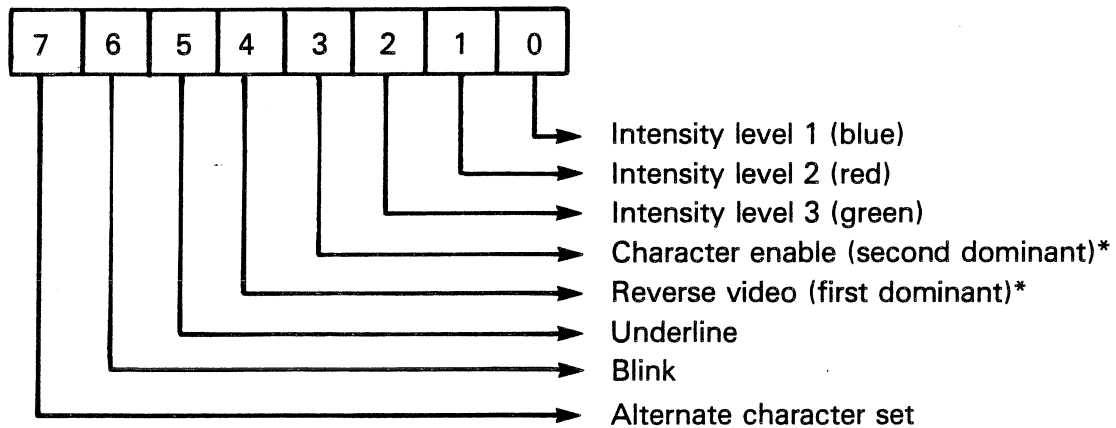 7 6 5 4 3 2 1 0
Intensity level 1 (blue)
Intensity level 2 (red)
Intensity level 3 (green)
Character enable (second dominant)*
Reverse video (first dominant)*
Underline
Blink
Alternate character set